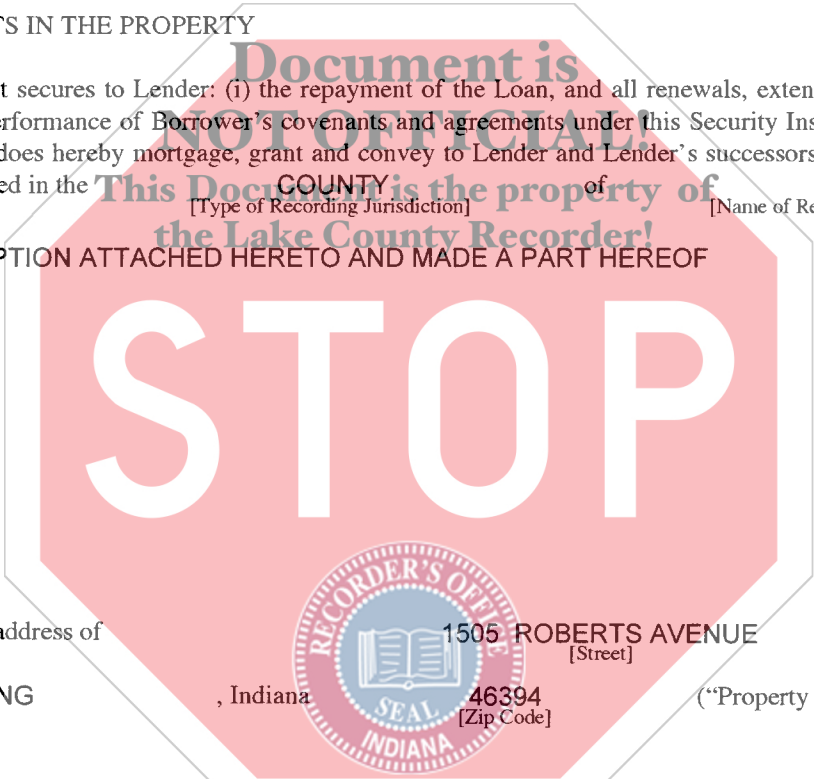 TS IN THE PROPERTY
Document is
t secures to Lender: (i) the repayment of the Loan, and all renewals, exten
NOT OFFICIAL!
erformance of Borrower's covenants and agreements under this Security Ins
does hereby mortgage, grant and convey to Lender and Lender's successors
ed in the COUNTY of
This Document is the property of
[Type of Recording Jurisdiction] [Name of Re
the Lake County Recorder!
PTION ATTACHED HERETO AND MADE A PART HEREOF
STOP
RECORDER'S OFFICE
address of 1505 ROBERTS AVENUE
[Street]
NG , Indiana 46394 ("Property
SEAL
[Zip Code]
INDIANA